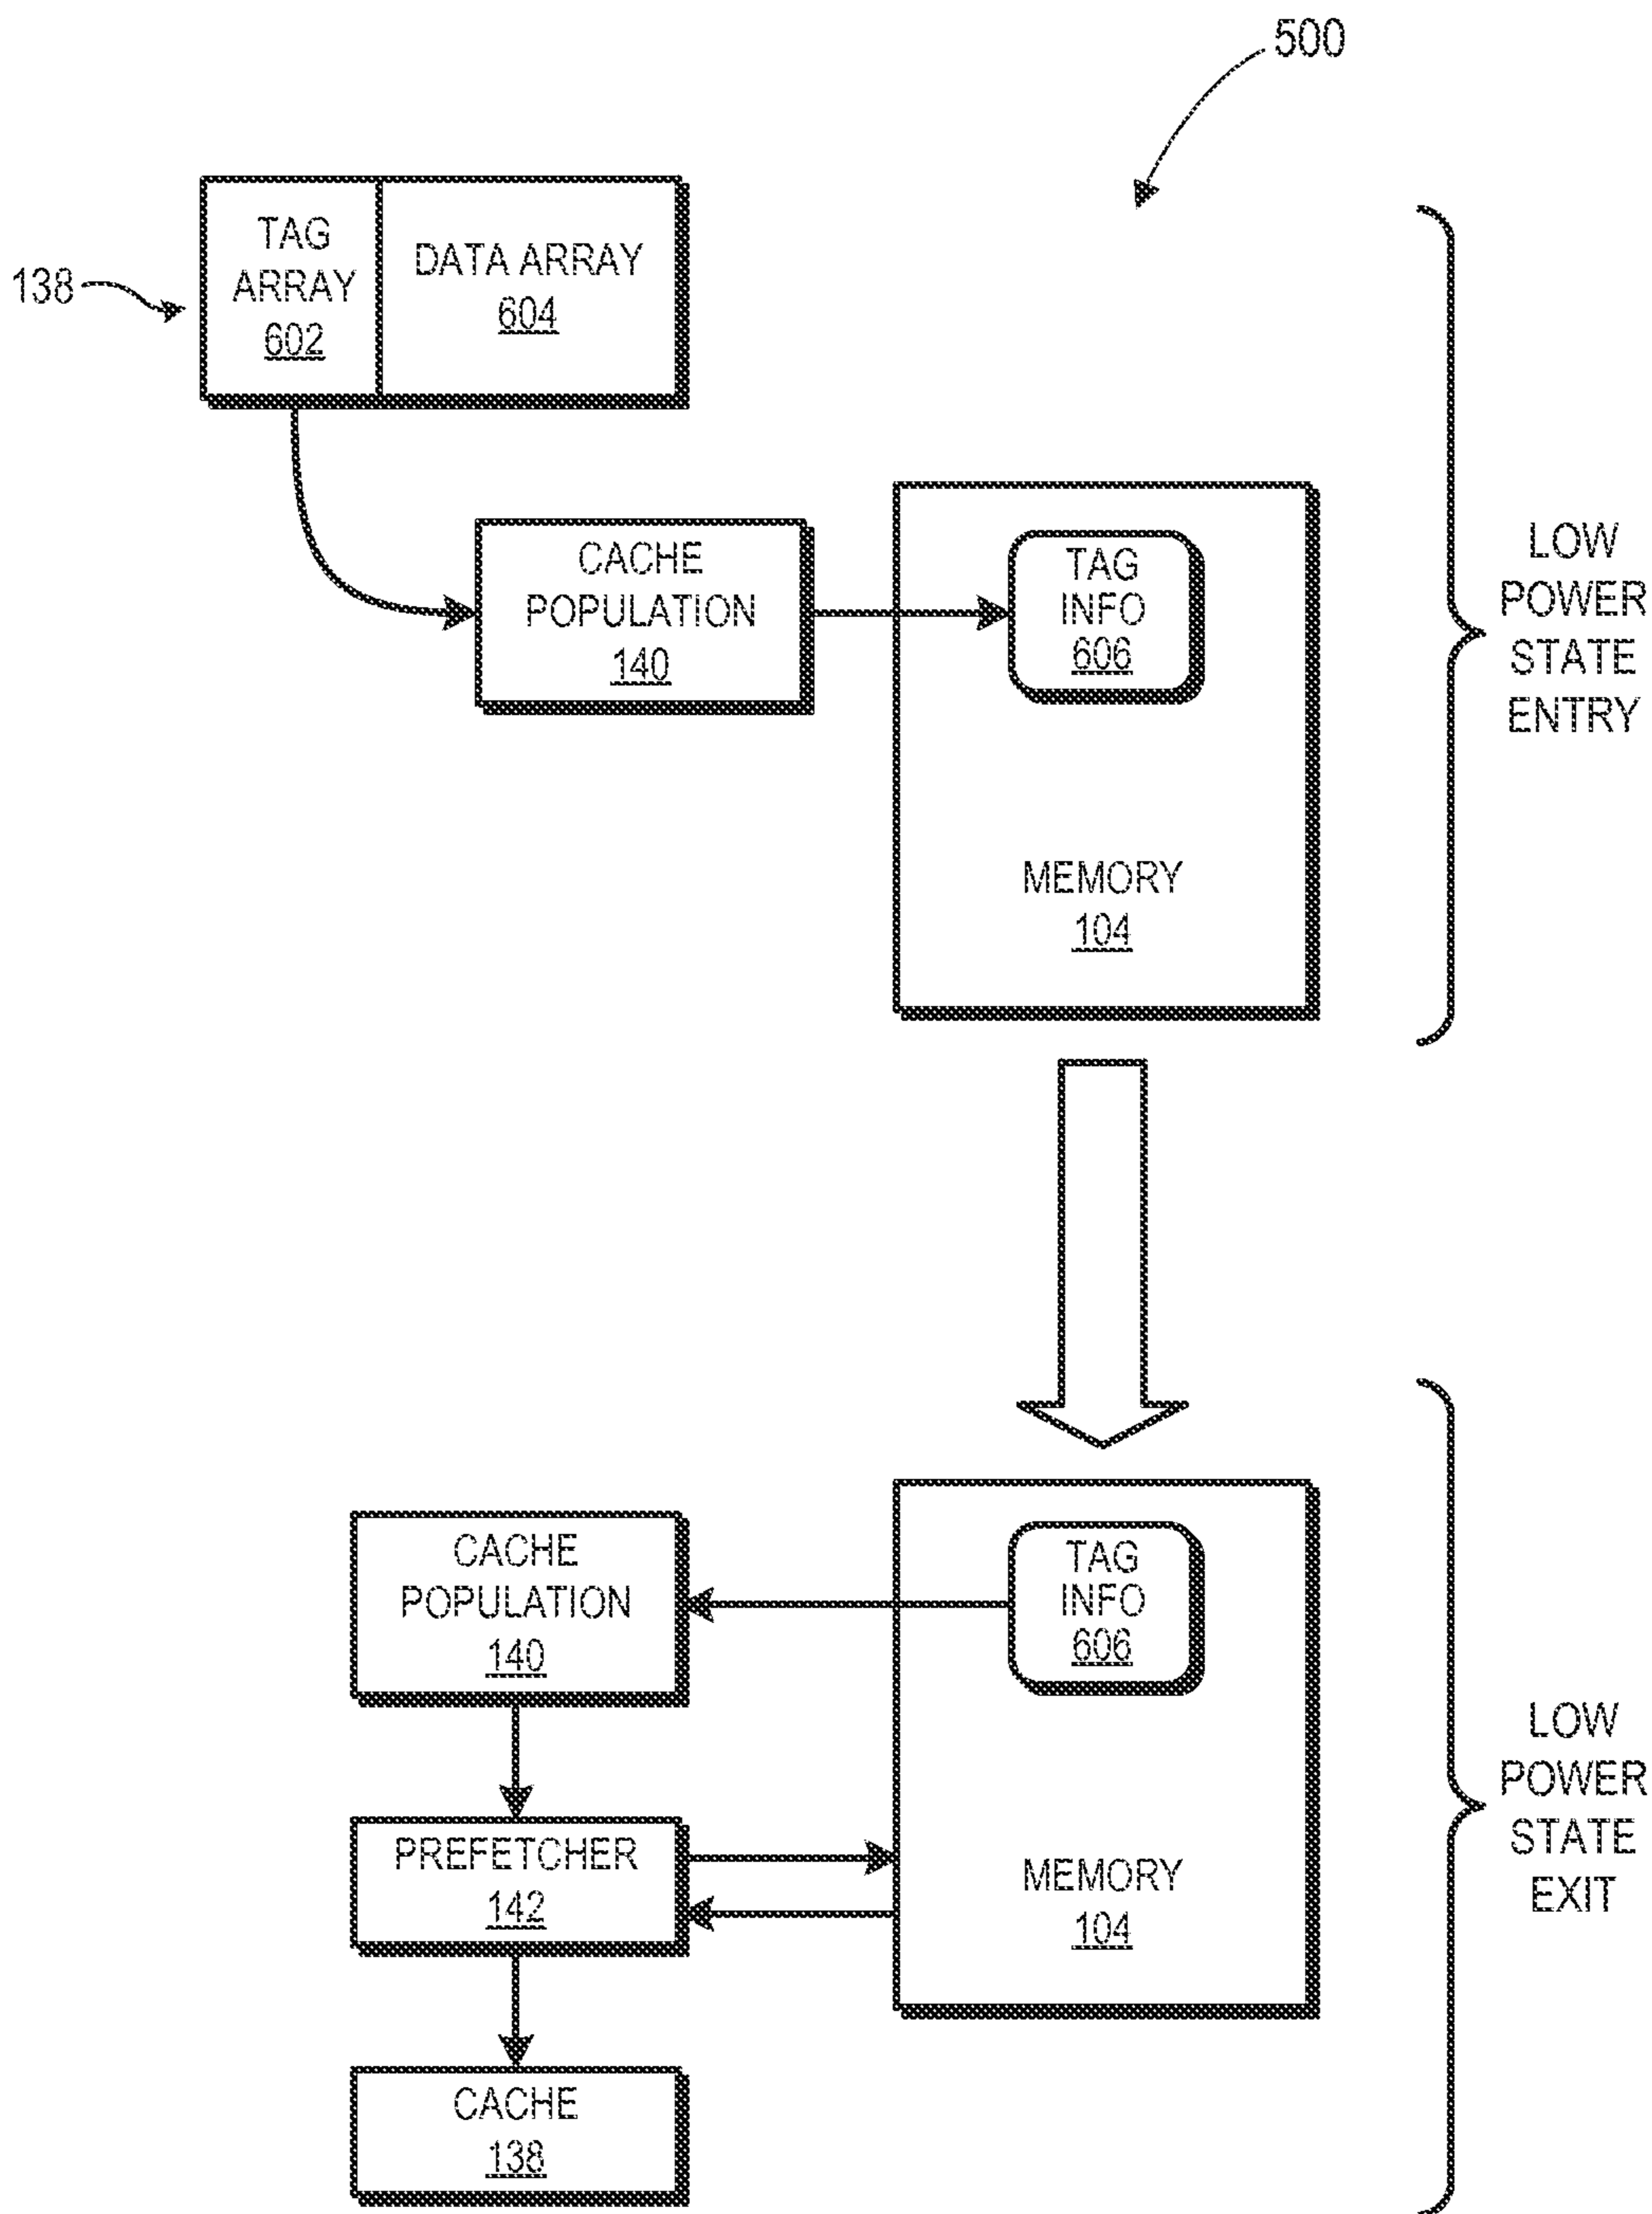 500
138
TAG
ARRAY
602
DATA ARRAY
604
CACHE
POPULATION
140
TAG
INFO
606
MEMORY
104
LOW
POWER
STATE
ENTRY
CACHE
POPULATION
140
TAG
INFO
606
PREFETCHER
142
MEMORY
104
CACHE
138
LOW
POWER
STATE
EXIT